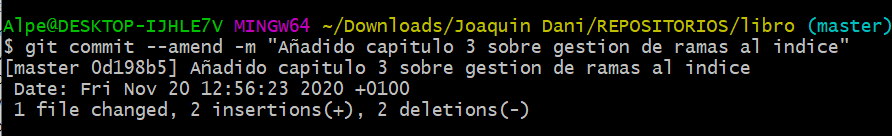 Alpe@DESKTOP-IJHLE7V MINGW64 ~/Downloads/Joaquin Dani/REPOSITORIOS/libro (master)
$ git commit --amend -m "Añadido capitulo 3 sobre gestion de ramas al indice"
[master 0d198b5] Añadido capitulo 3 sobre gestion de ramas al indice
 Date: Fri Nov 20 12:56:23 2020 +0100
 1 file changed, 2 insertions(+), 2 deletions(-)